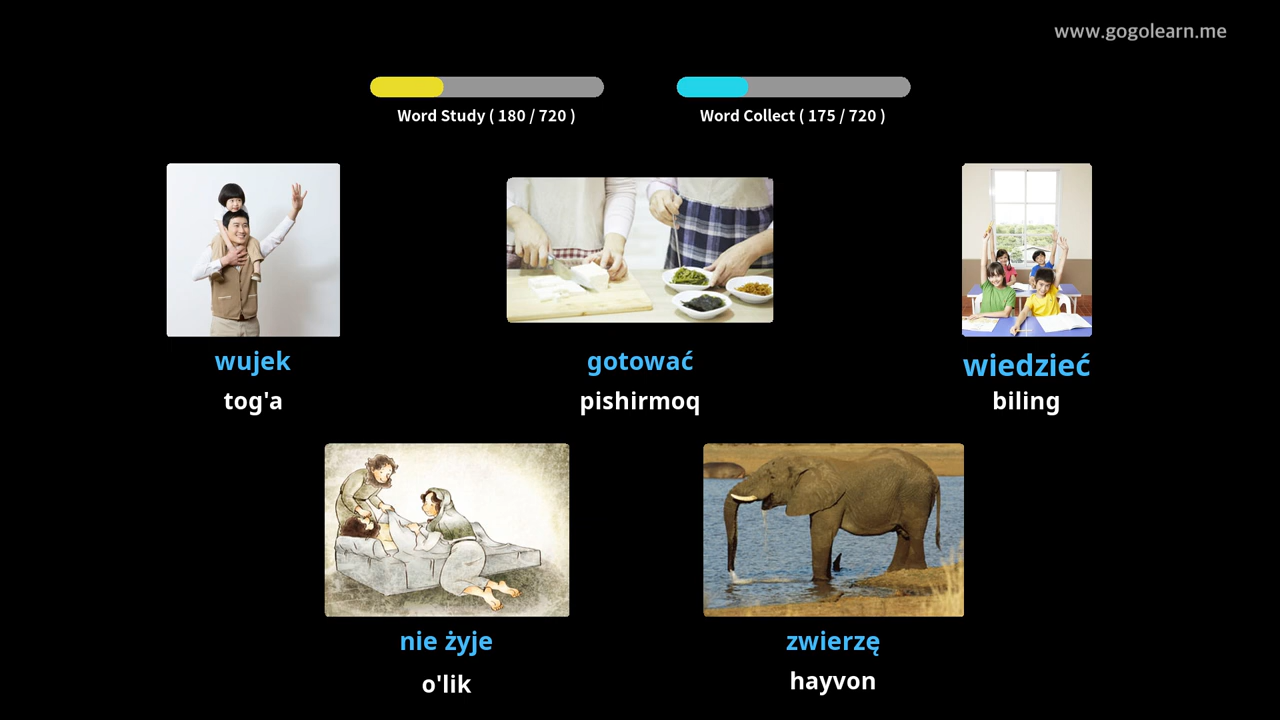 www.gogolearn.me
Word Study ( 180 / 720 )
Word Collect ( 175 / 720 )
wujek
tog'a
gotować
pishirmoq
wiedzieć
biling
nie żyje
o'lik
zwierzę
hayvon